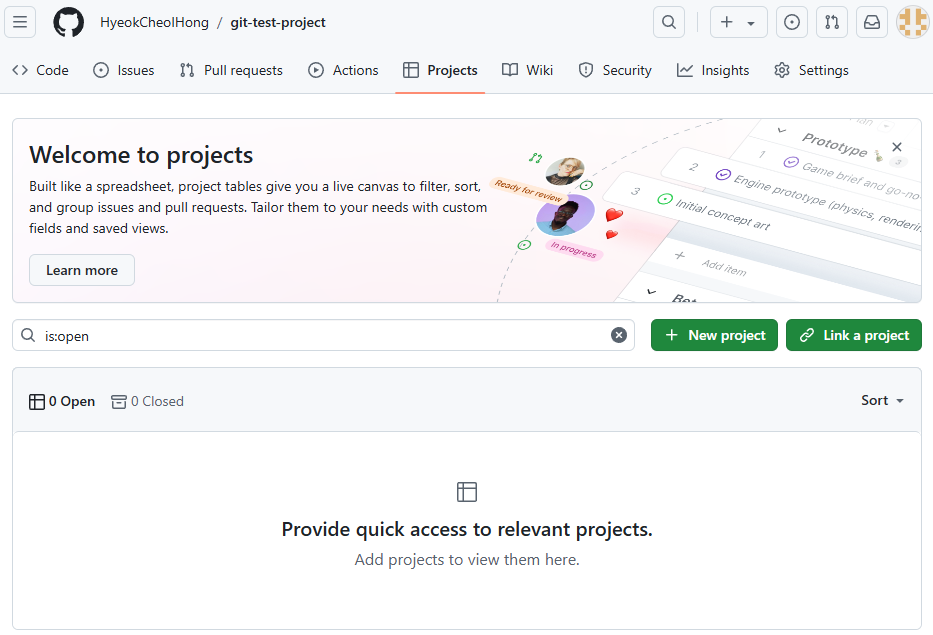 HyeokCheolHong / git-test-project
Code Issues Pull requests Actions Projects Wiki Security Insights Settings
Welcome to projects
Built like a spreadsheet, project tables give you a live canvas to filter, sort,
and group issues and pull requests. Tailor them to your needs with custom
fields and saved views.
Learn more
Ready for review
In progress
Prototype 3
1 Game brief and go-no
2 Engine prototype (physics, renderin
3 Initial concept art
+ Add item
is:open
New project
Link a project
0 Open 0 Closed
Sort
Provide quick access to relevant projects.
Add projects to view them here.